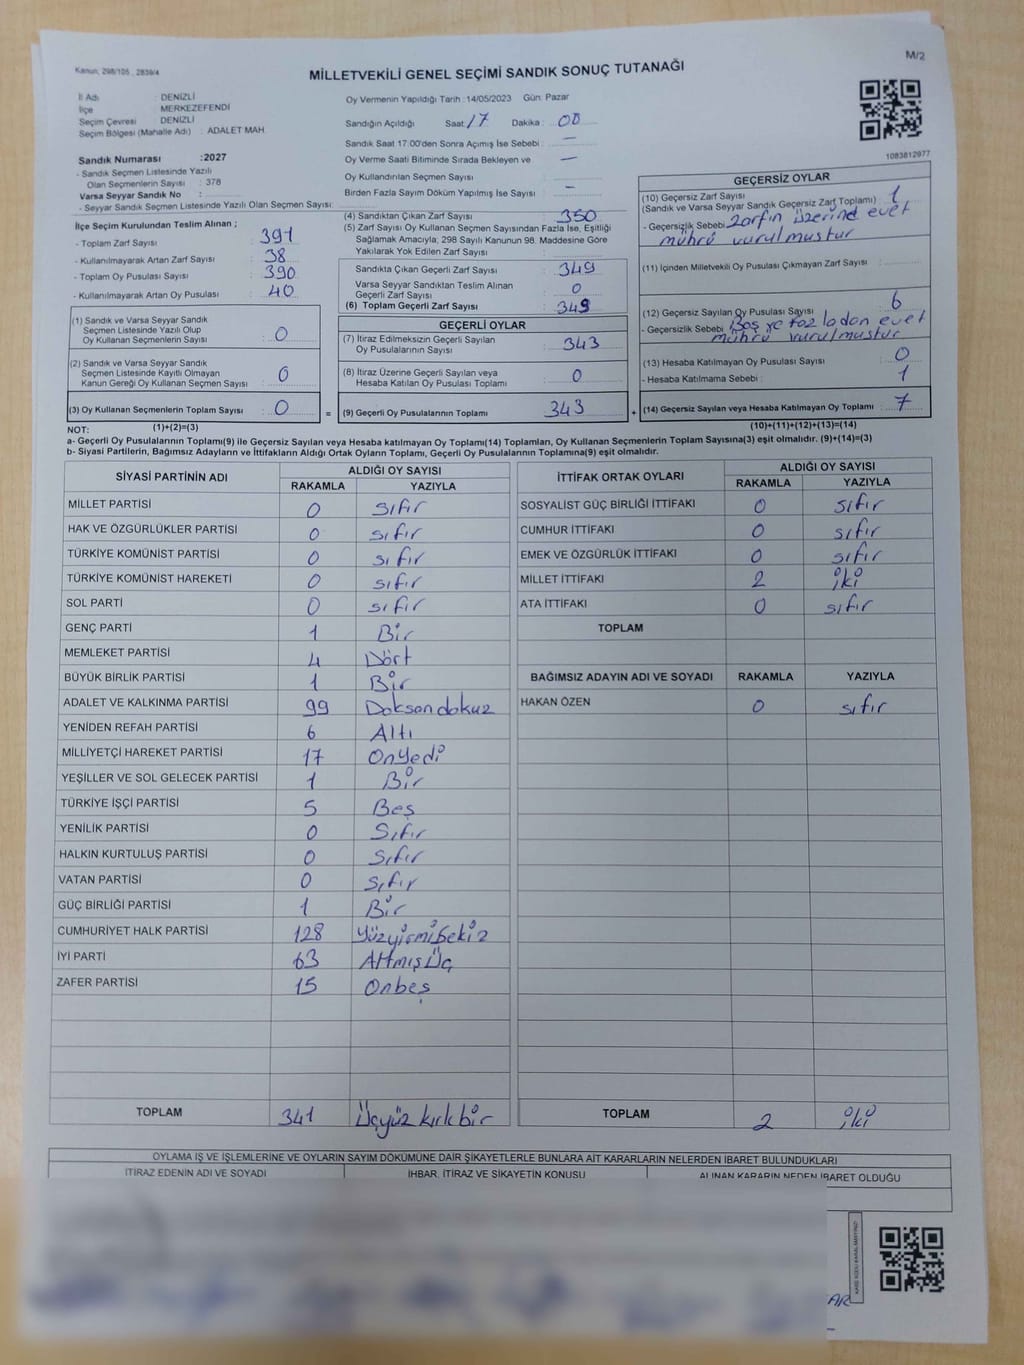 Kanun; 298/105 , 2839/4
M/2
MİLLETVEKİLİ GENEL SEÇİMİ SANDIK SONUÇ TUTANAĞI
İl Adı : DENİZLİ
İlçe : MERKEZEFENDİ
Seçim Çevresi : DENİZLİ
Seçim Bölgesi (Mahalle Adı) : ADALET MAH.
Sandık Numarası :2027
- Sandık Seçmen Listesinde Yazılı
Olan Seçmenlerin Sayısı : 378
Varsa Seyyar Sandık No :
- Seyyar Sandık Seçmen Listesinde Yazılı Olan Seçmen Sayısı:
Oy Vermenin Yapıldığı Tarih :14/05/2023 Gün: Pazar
Sandığın Açıldığı Saat: 17 Dakika : 00
Sandık Saat 17:00'den Sonra Açımış İse Sebebi : —
Oy Verme Saati Bitiminde Sırada Bekleyen ve —
Oy Kullandırılan Seçmen Sayısı
Birden Fazla Sayım Döküm Yapılmış İse Sayısı : —
1083812977
İlçe Seçim Kurulundan Teslim Alınan ;
- Toplam Zarf Sayısı : 391
- Kullanılmayarak Artan Zarf Sayısı : 38
- Toplam Oy Pusulası Sayısı : 390
- Kullanılmayarak Artan Oy Pusulası : 40
(4) Sandıktan Çıkan Zarf Sayısı : 350
(5) Zarf Sayısı Oy Kullanan Seçmen Sayısından Fazla İse, Eşitliği
Sağlamak Amacıyla; 298 Sayılı Kanunun 98. Maddesine Göre
Yakılarak Yok Edilen Zarf Sayısı :
Sandıkta Çıkan Geçerli Zarf Sayısı : 349
Varsa Seyyar Sandıktan Teslim Alınan
Geçerli Zarf Sayısı : 0
(6) Toplam Geçerli Zarf Sayısı : 349
GEÇERSİZ OYLAR
(10) Geçersiz Zarf Sayısı
(Sandık ve Varsa Seyyar Sandık Geçersiz Zarf Toplamı) : 1
- Geçersizlik Sebebi : Zarfın üzerind evet
mührü vurulmuştur
(11) İçinden Milletvekili Oy Pusulası Çıkmayan Zarf Sayısı :
(12) Geçersiz Sayılan Oy Pusulası Sayısı : 6
- Geçersizlik Sebebi : Boş ve fazladan evet
mührü vurulmuştur
(13) Hesaba Katılmayan Oy Pusulası Sayısı : 0
- Hesaba Katılmama Sebebi : 1
(14) Geçersiz Sayılan veya Hesaba Katılmayan Oy Toplamı : 7
(1) Sandık ve Varsa Seyyar Sandık
Seçmen Listesinde Yazılı Olup
Oy Kullanan Seçmenlerin Sayısı : 0
(2) Sandık ve Varsa Seyyar Sandık
Seçmen Listesinde Kayıtlı Olmayan
Kanun Gereği Oy Kullanan Seçmen Sayısı : 0
(3) Oy Kullanan Seçmenlerin Toplam Sayısı : 0
=
GEÇERLİ OYLAR
(7) İtiraz Edilmeksizin Geçerli Sayılan
Oy Pusulalarının Sayısı : 343
(8) İtiraz Üzerine Geçerli Sayılan veya
Hesaba Katılan Oy Pusulası Toplamı : 0
(9) Geçerli Oy Pusulalarının Toplamı : 343
+
NOT: (1)+(2)=(3)
(10)+(11)+(12)+(13)=(14)
a- Geçerli Oy Pusulalarının Toplamı(9) ile Geçersiz Sayılan veya Hesaba katılmayan Oy Toplamı(14) Toplamları, Oy Kullanan Seçmenlerin Toplam Sayısına(3) eşit olmalıdır. (9)+(14)=(3)
b- Siyasi Partilerin, Bağımsız Adayların ve İttifakların Aldığı Ortak Oyların Toplamı, Geçerli Oy Pusulalarının Toplamına(9) eşit olmalıdır.
SİYASİ PARTİNİN ADI ALDIĞI OY SAYISI
RAKAMLA YAZIYLA
MİLLET PARTİSİ 0 sıfır
HAK VE ÖZGÜRLÜKLER PARTİSİ 0 sıfır
TÜRKİYE KOMÜNİST PARTİSİ 0 sıfır
TÜRKİYE KOMÜNİST HAREKETİ 0 sıfır
SOL PARTİ 0 sıfır
GENÇ PARTİ 1 Bir
MEMLEKET PARTİSİ 4 Dört
BÜYÜK BİRLİK PARTİSİ 1 Bir
ADALET VE KALKINMA PARTİSİ 99 Doksandokuz
YENİDEN REFAH PARTİSİ 6 Altı
MİLLİYETÇİ HAREKET PARTİSİ 17 Onyedi
YEŞİLLER VE SOL GELECEK PARTİSİ 1 Bir
TÜRKİYE İŞÇİ PARTİSİ 5 Beş
YENİLİK PARTİSİ 0 Sıfır
HALKIN KURTULUŞ PARTİSİ 0 Sıfır
VATAN PARTİSİ 0 Sıfır
GÜÇ BİRLİĞİ PARTİSİ 1 Bir
CUMHURİYET HALK PARTİSİ 128 Yüzyirmisekiz
İYİ PARTİ 63 AltmışÜç
ZAFER PARTİSİ 15 Onbeş
TOPLAM 341 Üçyüz kırkbir
İTTİFAK ORTAK OYLARI ALDIĞI OY SAYISI
RAKAMLA YAZIYLA
SOSYALİST GÜÇ BİRLİĞİ İTTİFAKI 0 sıfır
CUMHUR İTTİFAKI 0 sıfır
EMEK VE ÖZGÜRLÜK İTTİFAKI 0 sıfır
MİLLET İTTİFAKI 2 iki
ATA İTTİFAKI 0 sıfır
TOPLAM
BAĞIMSIZ ADAYIN ADI VE SOYADI RAKAMLA YAZIYLA
HAKAN ÖZEN 0 sıfır
TOPLAM 2 iki
OYLAMA İŞ VE İŞLEMLERİNE VE OYLARIN SAYIM DÖKÜMÜNE DAİR ŞİKAYETLERLE BUNLARA AİT KARARLARIN NELERDEN İBARET BULUNDUKLARI
İTİRAZ EDENİN ADI VE SOYADI İHBAR, İTİRAZ VE ŞİKAYETİN KONUSU ALINAN KARARIN NEDEN İBARET OLDUĞU
AR